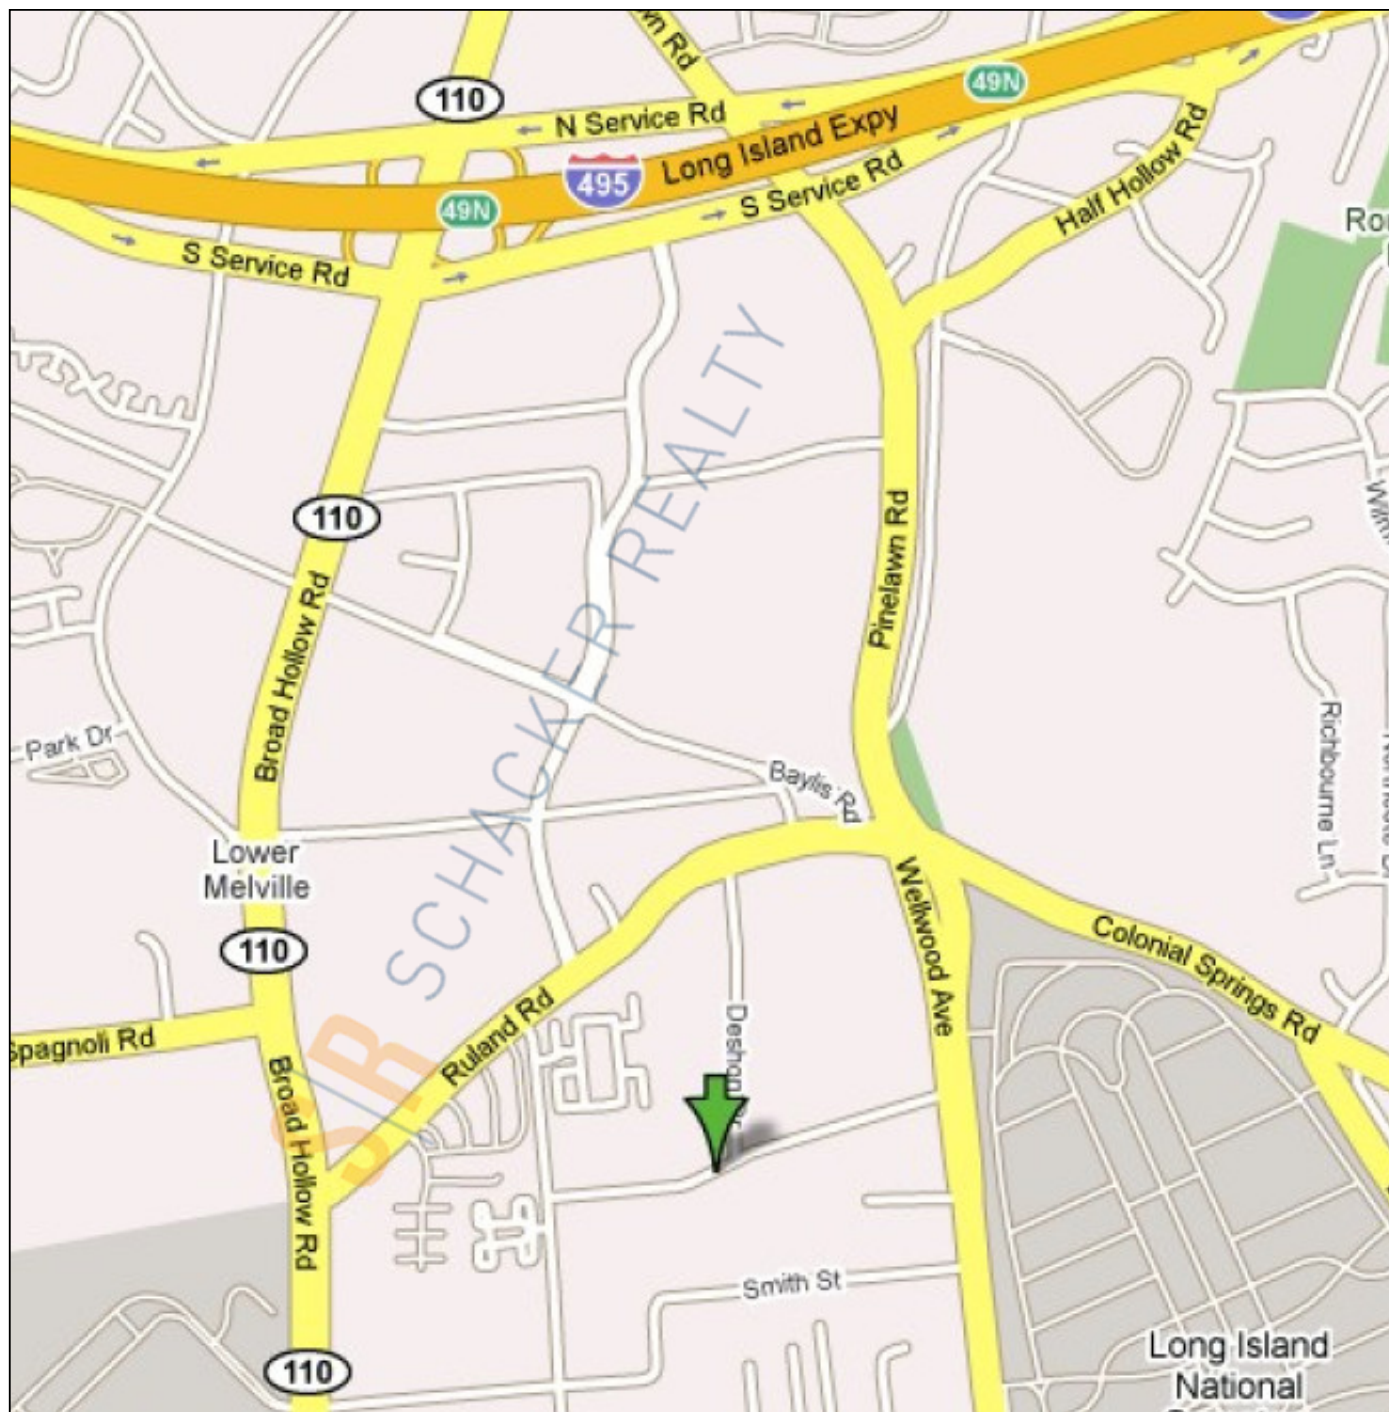 110
49N
N Service Rd
Long Island Expy
495
49N
S Service Rd
Half Hollow Rd
S Service Rd
110
Pinelawn Rd
Broad Hollow Rd
Park Dr
Baylis Rd
Richbourne Ln
Lower
Melville
Wellwood Ave
110
Colonial Springs Rd
Spagnoli Rd
Ruland Rd
Broad Hollow Rd
Smith St
Long Island
National
110
SIR SCHACKER REALTY